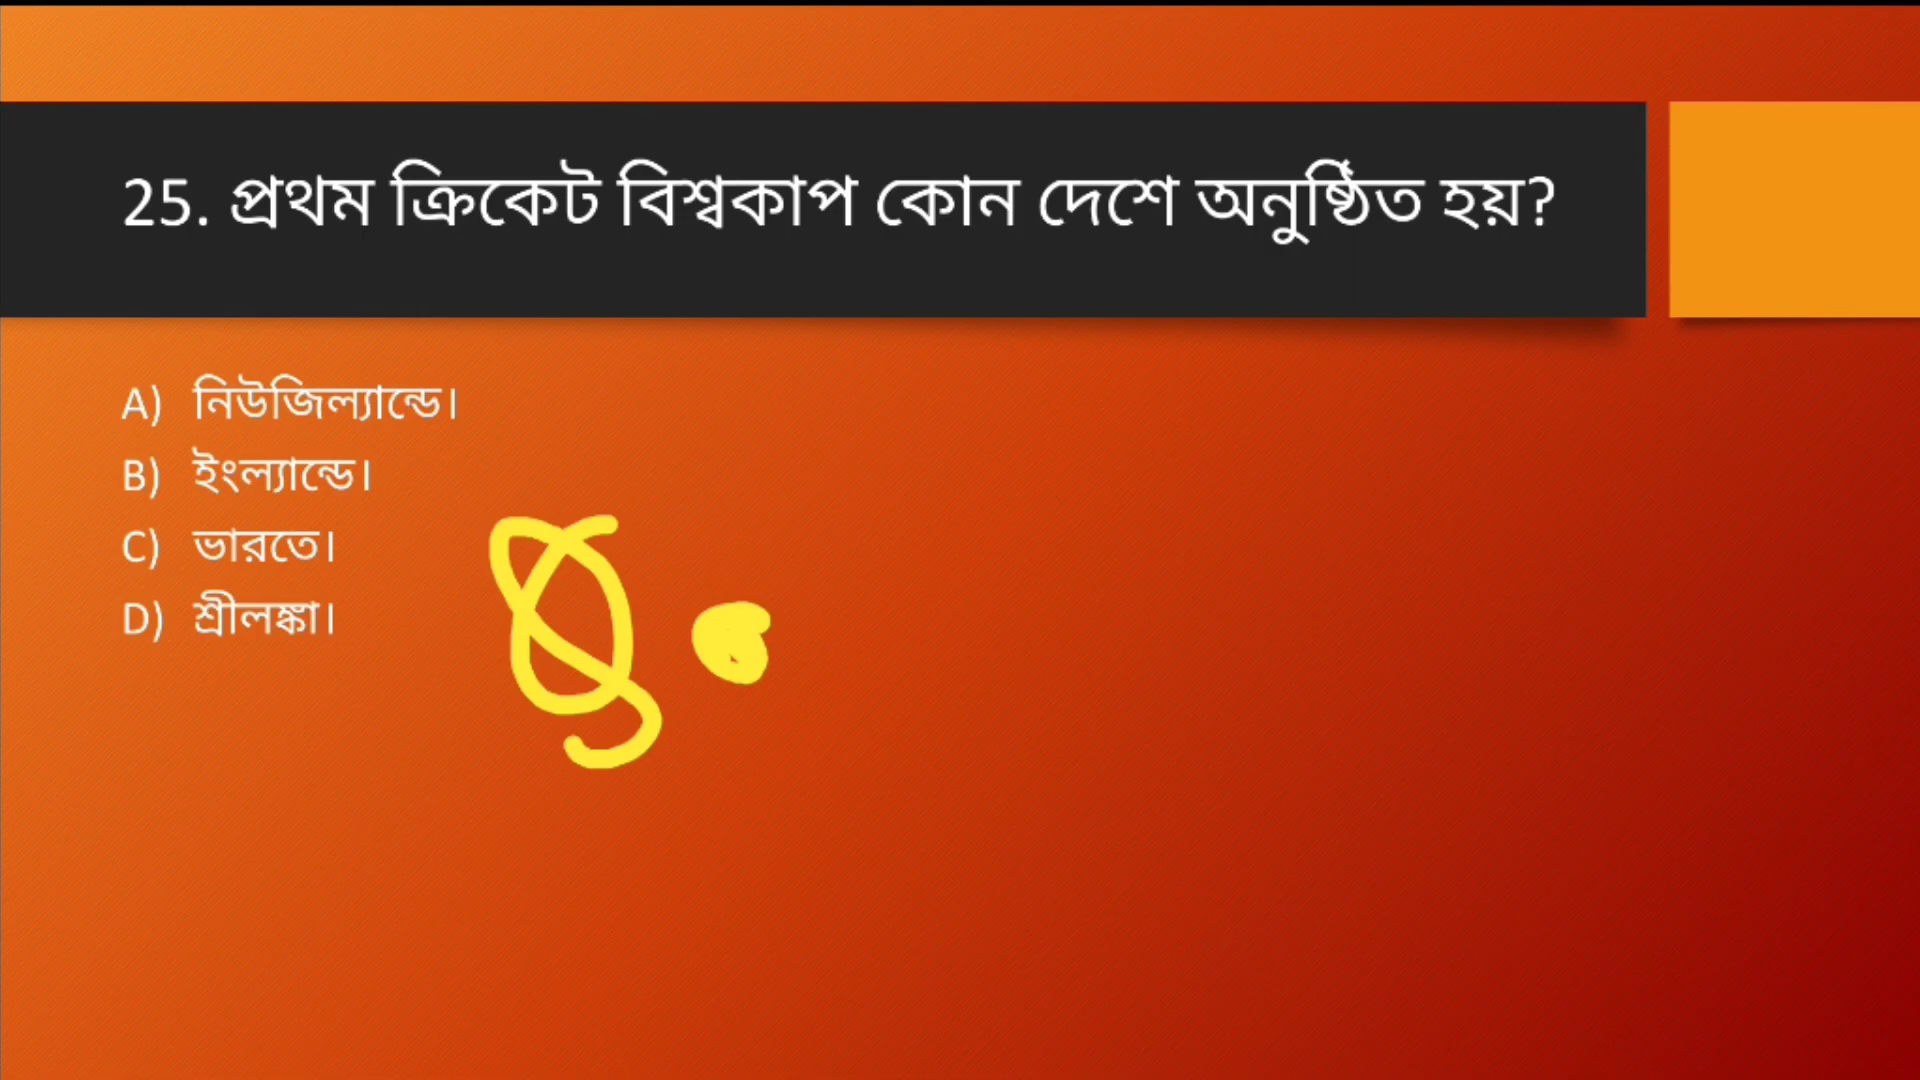 25. প্রথম ক্রিকেট বিশ্বকাপ কোন দেশে অনুষ্ঠিত হয়?
A) নিউজিল্যান্ডে।
B) ইংল্যান্ডে।
C) ভারতে।
D) শ্রীলঙ্কা।